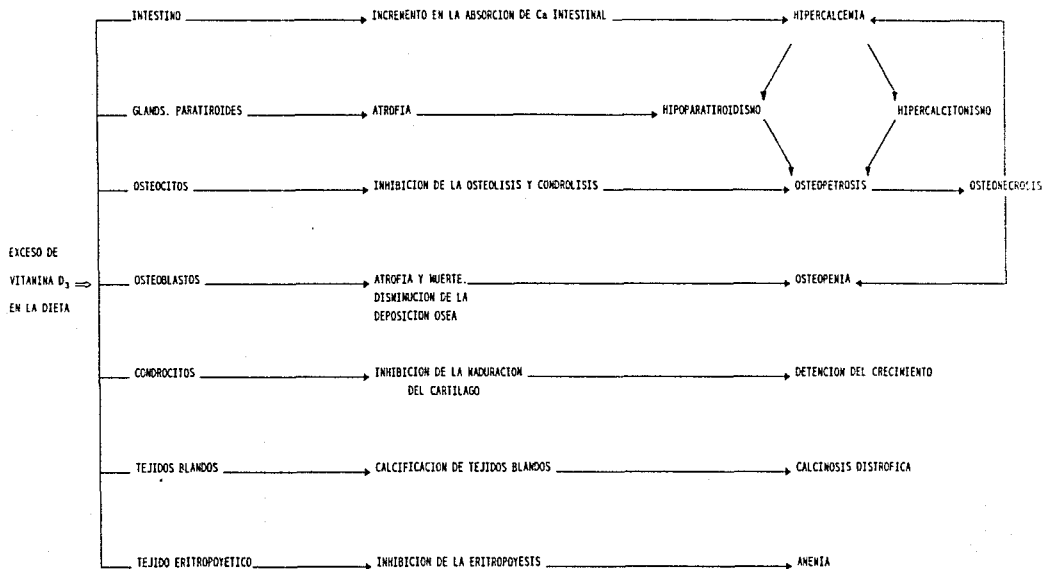 INTESTINO INCREMENTO EN LA ABSORCION DE Ca INTESTINAL HIPERCALCEMIA
GLANDS. PARATIROIDES ATROFIA HIPOPARATIROIDISMO HIPERCALCITONISMO
OSTEOCITOS INHIBICION DE LA OSTEOLISIS Y CONDROLISIS OSTEOPETROSIS OSTEONECROSIS
EXCESO DE
VITAMINA D₃
EN LA DIETA
OSTEOBLASTOS ATROFIA Y MUERTE. OSTEOPENIA
DISMINUCION DE LA
DEPOSICION OSEA
CONDROCITOS INHIBICION DE LA MADURACION DETENCION DEL CRECIMIENTO
DEL CARTILAGO
TEJIDOS BLANDOS CALCIFICACION DE TEJIDOS BLANDOS CALCINOSIS DISTROFICA
TEJIDO ERITROPOYETICO INHIBICION DE LA ERITROPOYESIS ANEMIA